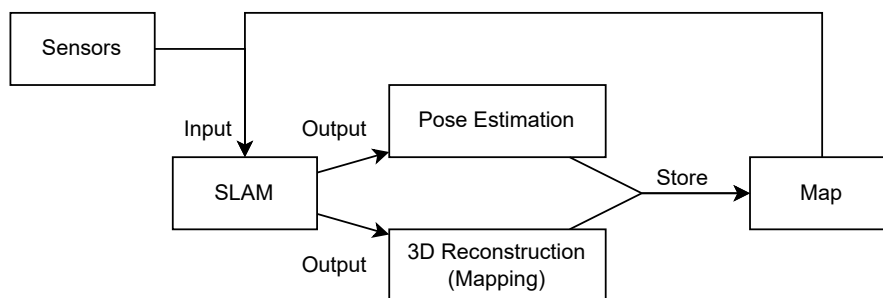 Sensors
Input
Output
Pose Estimation
SLAM
Store
Map
Output
3D Reconstruction
(Mapping)